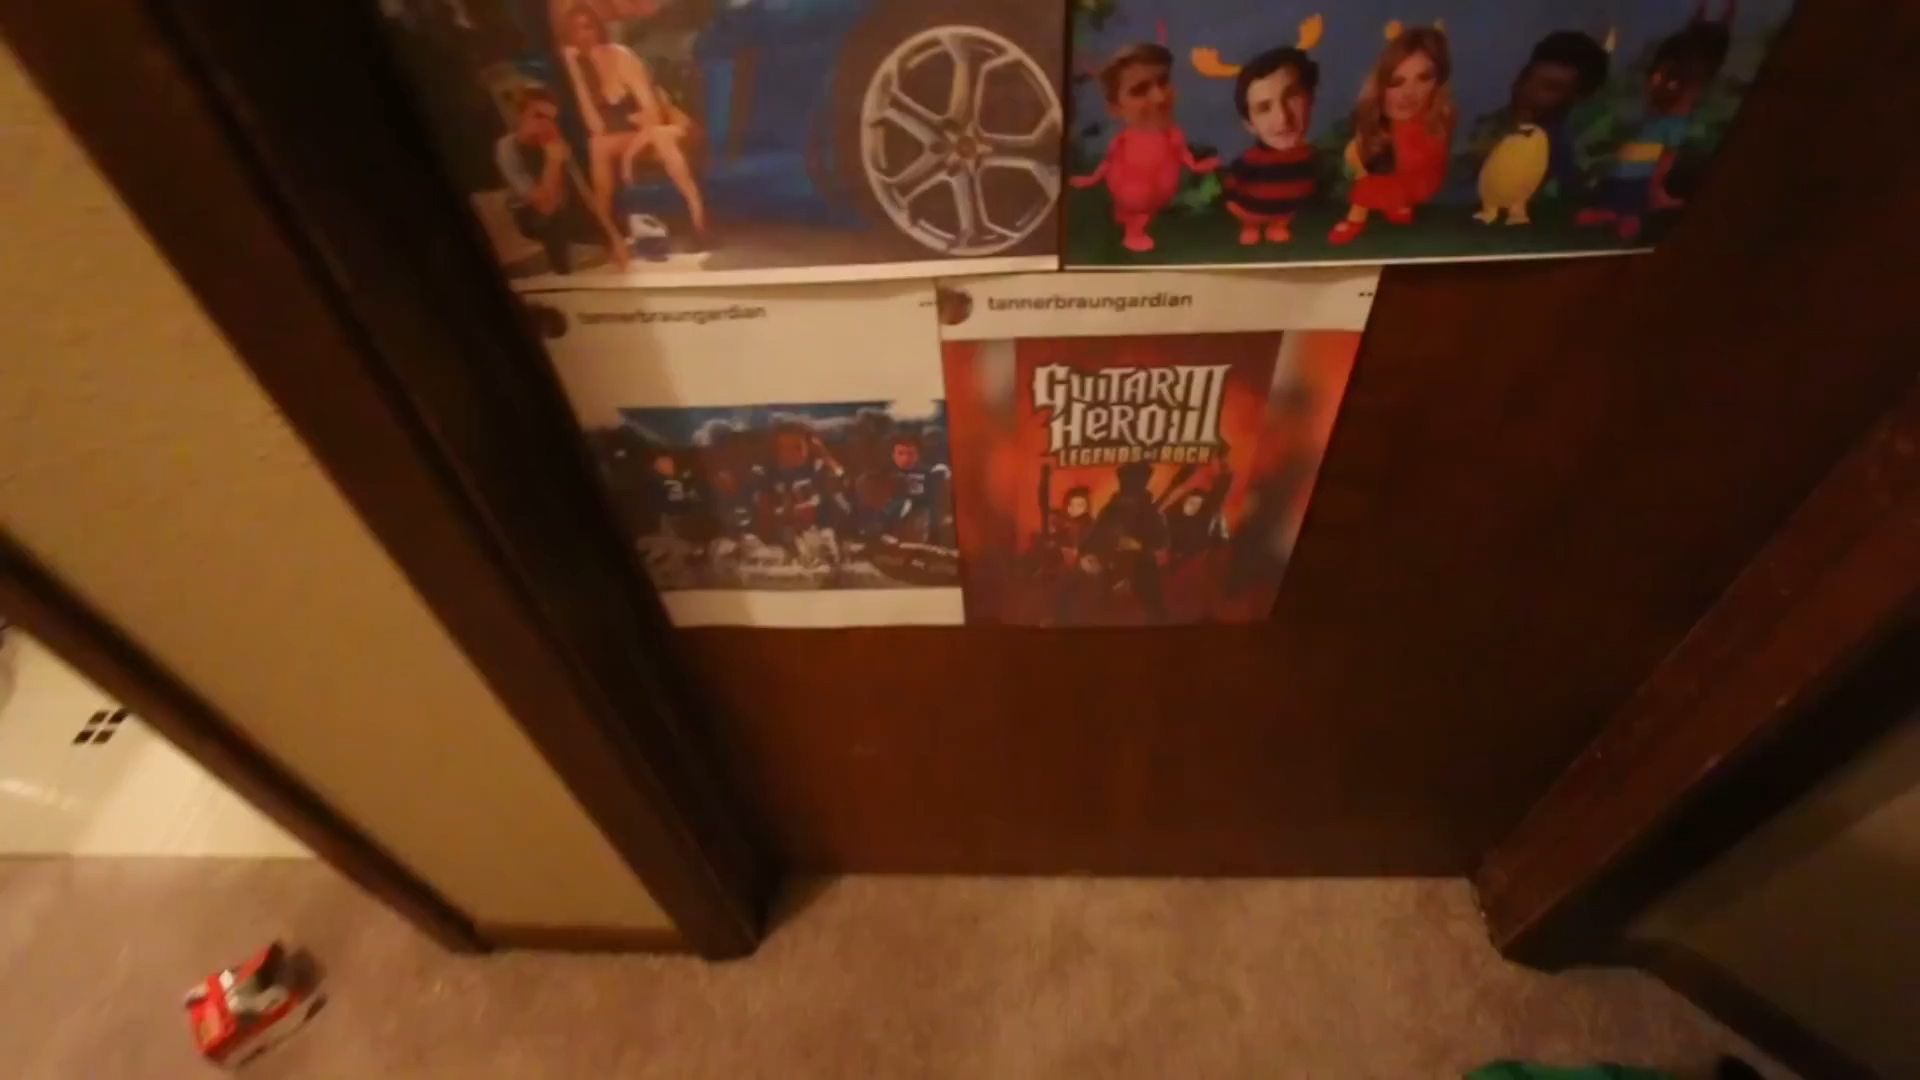 tannerbraungardian
tannerbraungardian
GUITAR
HERO III
LEGENDS OF ROCK